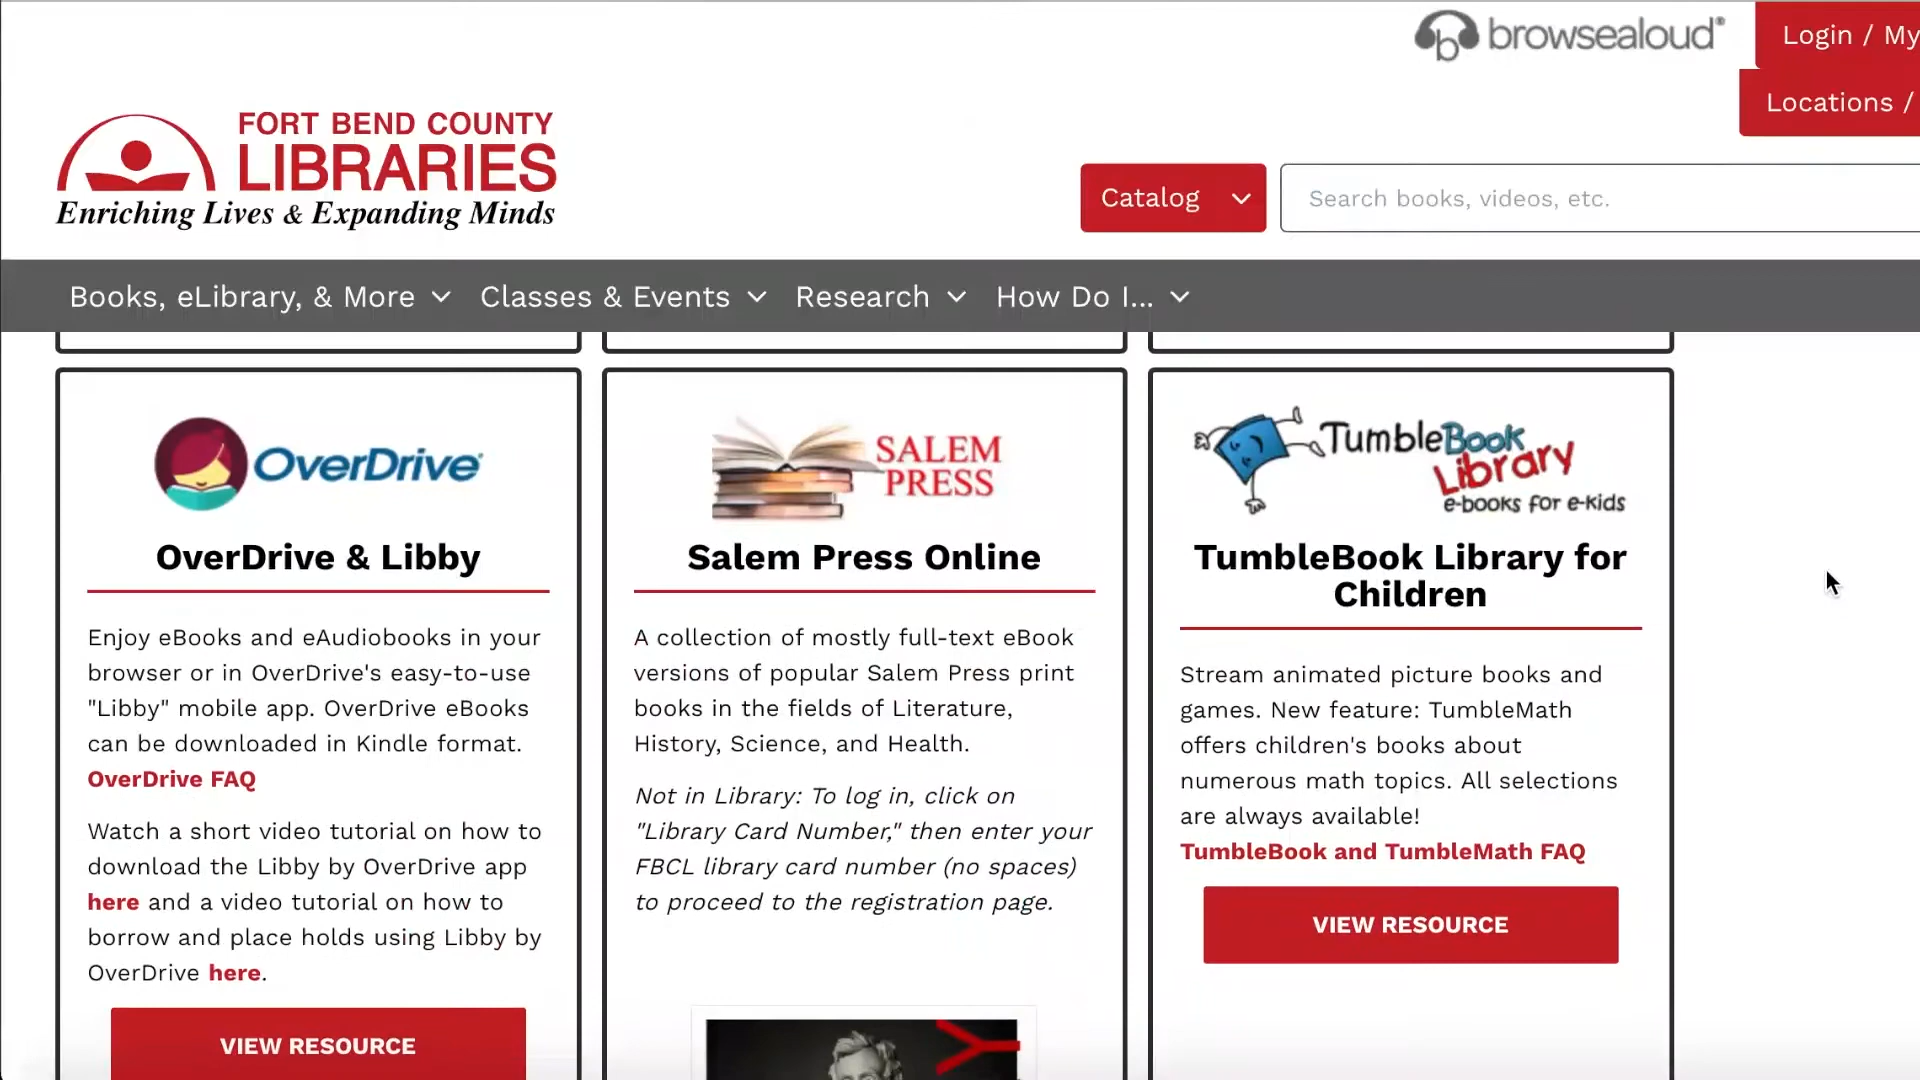 browsealoud®
Login / My
Locations /
FORT BEND COUNTY
LIBRARIES
Enriching Lives & Expanding Minds
Catalog
Search books, videos, etc.
Books, eLibrary, & More
Classes & Events
Research
How Do I...
OverDrive®
OverDrive & Libby
Enjoy eBooks and eAudiobooks in your
browser or in OverDrive's easy-to-use
"Libby" mobile app. OverDrive eBooks
can be downloaded in Kindle format.
OverDrive FAQ
Watch a short video tutorial on how to
download the Libby by OverDrive app
here and a video tutorial on how to
borrow and place holds using Libby by
OverDrive here.
VIEW RESOURCE
SALEM
PRESS
Salem Press Online
A collection of mostly full-text eBook
versions of popular Salem Press print
books in the fields of Literature,
History, Science, and Health.
Not in Library: To log in, click on
"Library Card Number," then enter your
FBCL library card number (no spaces)
to proceed to the registration page.
TumbleBook
Library
e-books for e-kids
TumbleBook Library for
Children
Stream animated picture books and
games. New feature: TumbleMath
offers children's books about
numerous math topics. All selections
are always available!
TumbleBook and TumbleMath FAQ
VIEW RESOURCE